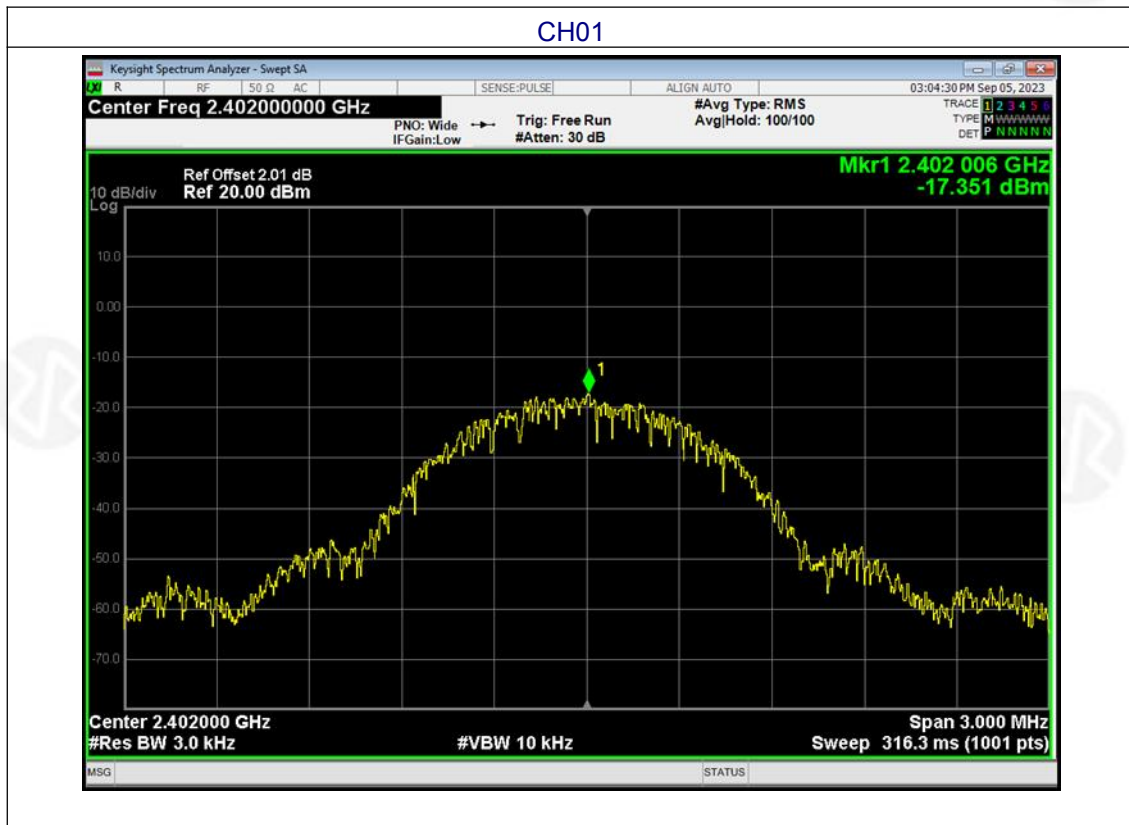 CH01
Keysight Spectrum Analyzer - Swept SA
LXI R RF 50 Ω AC SENSE:PULSE ALIGN AUTO 03:04:30 PM Sep 05, 2023
Center Freq 2.402000000 GHz #Avg Type: RMS TRACE 1 2 3 4 5 6
PNO: Wide Trig: Free Run Avg|Hold: 100/100 TYPE M WWWWW
IFGain:Low #Atten: 30 dB DET P N N N N N
Mkr1 2.402 006 GHz
Ref Offset 2.01 dB
10 dB/div Ref 20.00 dBm -17.351 dBm
Log
10.0
0.00
-10.0
1
-20.0
-30.0
-40.0
-50.0
-60.0
-70.0
Center 2.402000 GHz Span 3.000 MHz
#Res BW 3.0 kHz #VBW 10 kHz Sweep 316.3 ms (1001 pts)
MSG STATUS